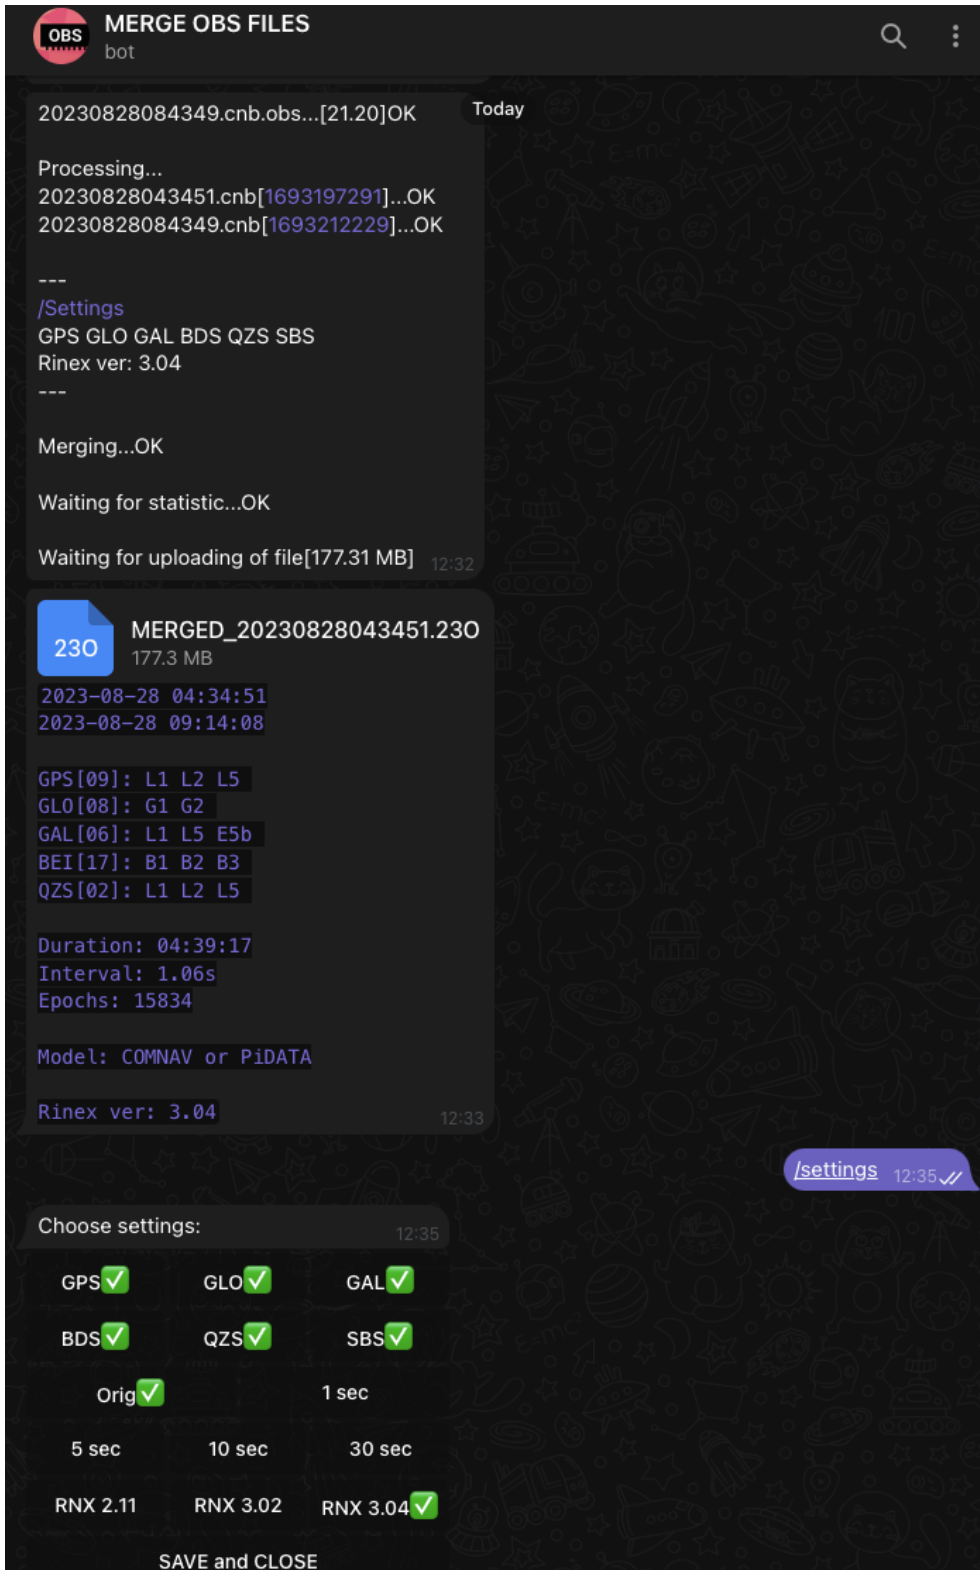 OBS
MERGE OBS FILES
bot
Today
20230828084349.cnb.obs...[21.20]OK
Processing...
20230828043451.cnb[1693197291]...OK
20230828084349.cnb[1693212229]...OK
---
/Settings
GPS GLO GAL BDS QZS SBS
Rinex ver: 3.04
---
Merging...OK
Waiting for statistic...OK
Waiting for uploading of file[177.31 MB] 12:32
23O
MERGED_20230828043451.23O
177.3 MB
2023-08-28 04:34:51
2023-08-28 09:14:08
GPS[09]: L1 L2 L5
GLO[08]: G1 G2
GAL[06]: L1 L5 E5b
BEI[17]: B1 B2 B3
QZS[02]: L1 L2 L5
Duration: 04:39:17
Interval: 1.06s
Epochs: 15834
Model: COMNAV or PiDATA
Rinex ver: 3.04
12:33
/settings 12:35
Choose settings: 12:35
GPS✅ GLO✅ GAL✅
BDS✅ QZS✅ SBS✅
Orig✅ 1 sec
5 sec 10 sec 30 sec
RNX 2.11 RNX 3.02 RNX 3.04✅
SAVE and CLOSE